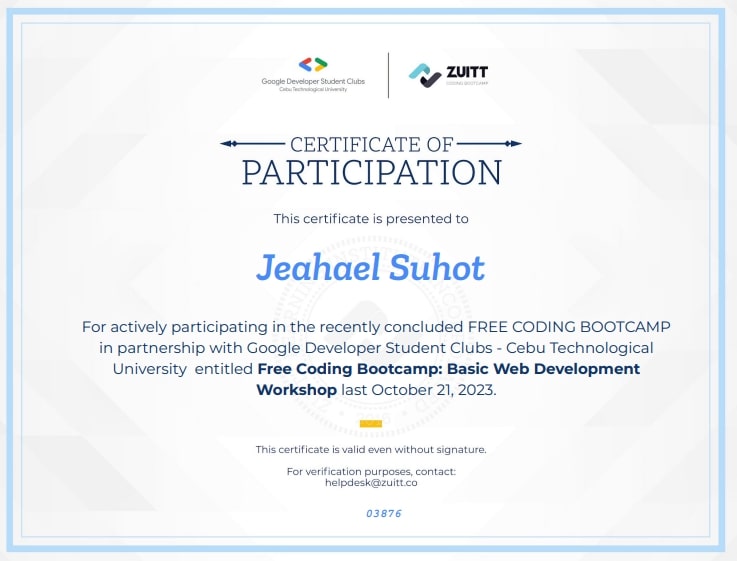 Google Developer Student Clubs
Cebu Technological University
ZUITT
CODING BOOTCAMP
CERTIFICATE OF
PARTICIPATION
This certificate is presented to
Jeahael Suhot
For actively participating in the recently concluded FREE CODING BOOTCAMP
in partnership with Google Developer Student Clubs - Cebu Technological
University entitled Free Coding Bootcamp: Basic Web Development
Workshop last October 21, 2023.
This certificate is valid even without signature.
For verification purposes, contact:
helpdesk@zuitt.co
03876